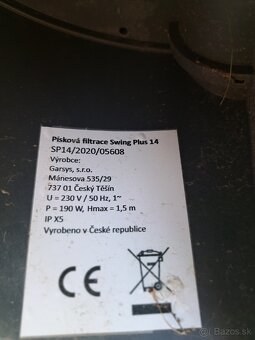 Písková filtrace Swing Plus 14
SP14/2020/05608
Výrobce:
Garsys, s.r.o.
Mánesova 535/29
737 01 Český Těšín
U = 230 V / 50 Hz, 1~
P = 190 W, Hmax = 1,5 m
IP X5
Vyrobeno v České republice
CE
Bazos.sk